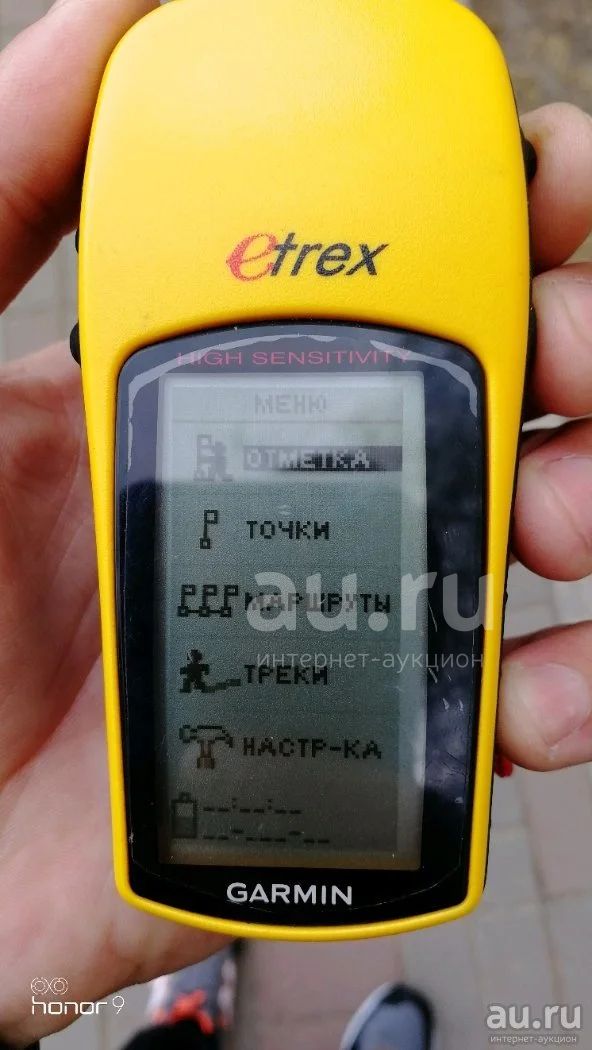 etrex
HIGH SENSITIVITY
МЕНЮ
ОТМЕТКА
ТОЧКИ
МАРШРУТЫ
ТРЕКИ
НАСТР-КА
--:--:--
--.---.--
GARMIN
au.ru
интернет-аукцион
honor 9
au.ru
интернет-аукцион